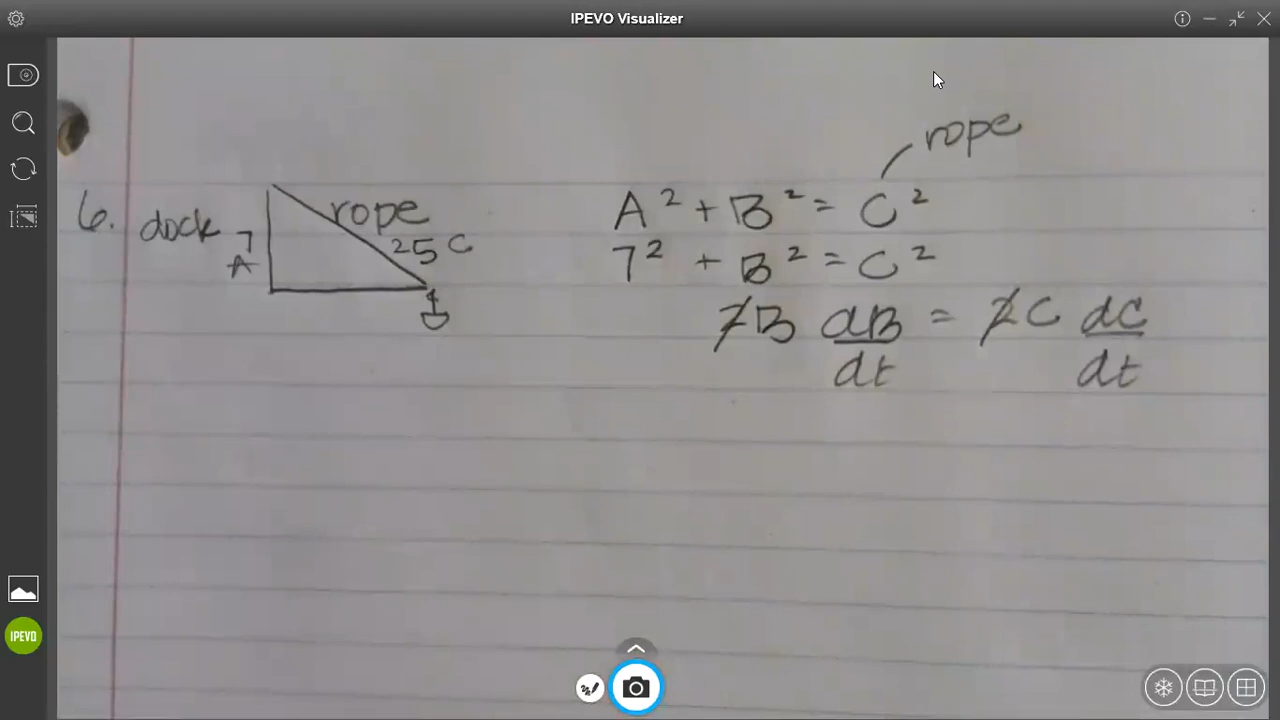 IPEVO Visualizer
rope
6. dock 7 A rope 25 C
A² + B² = C²
7² + B² = C²
2B dB/dt = 2C dC/dt
IPEVO